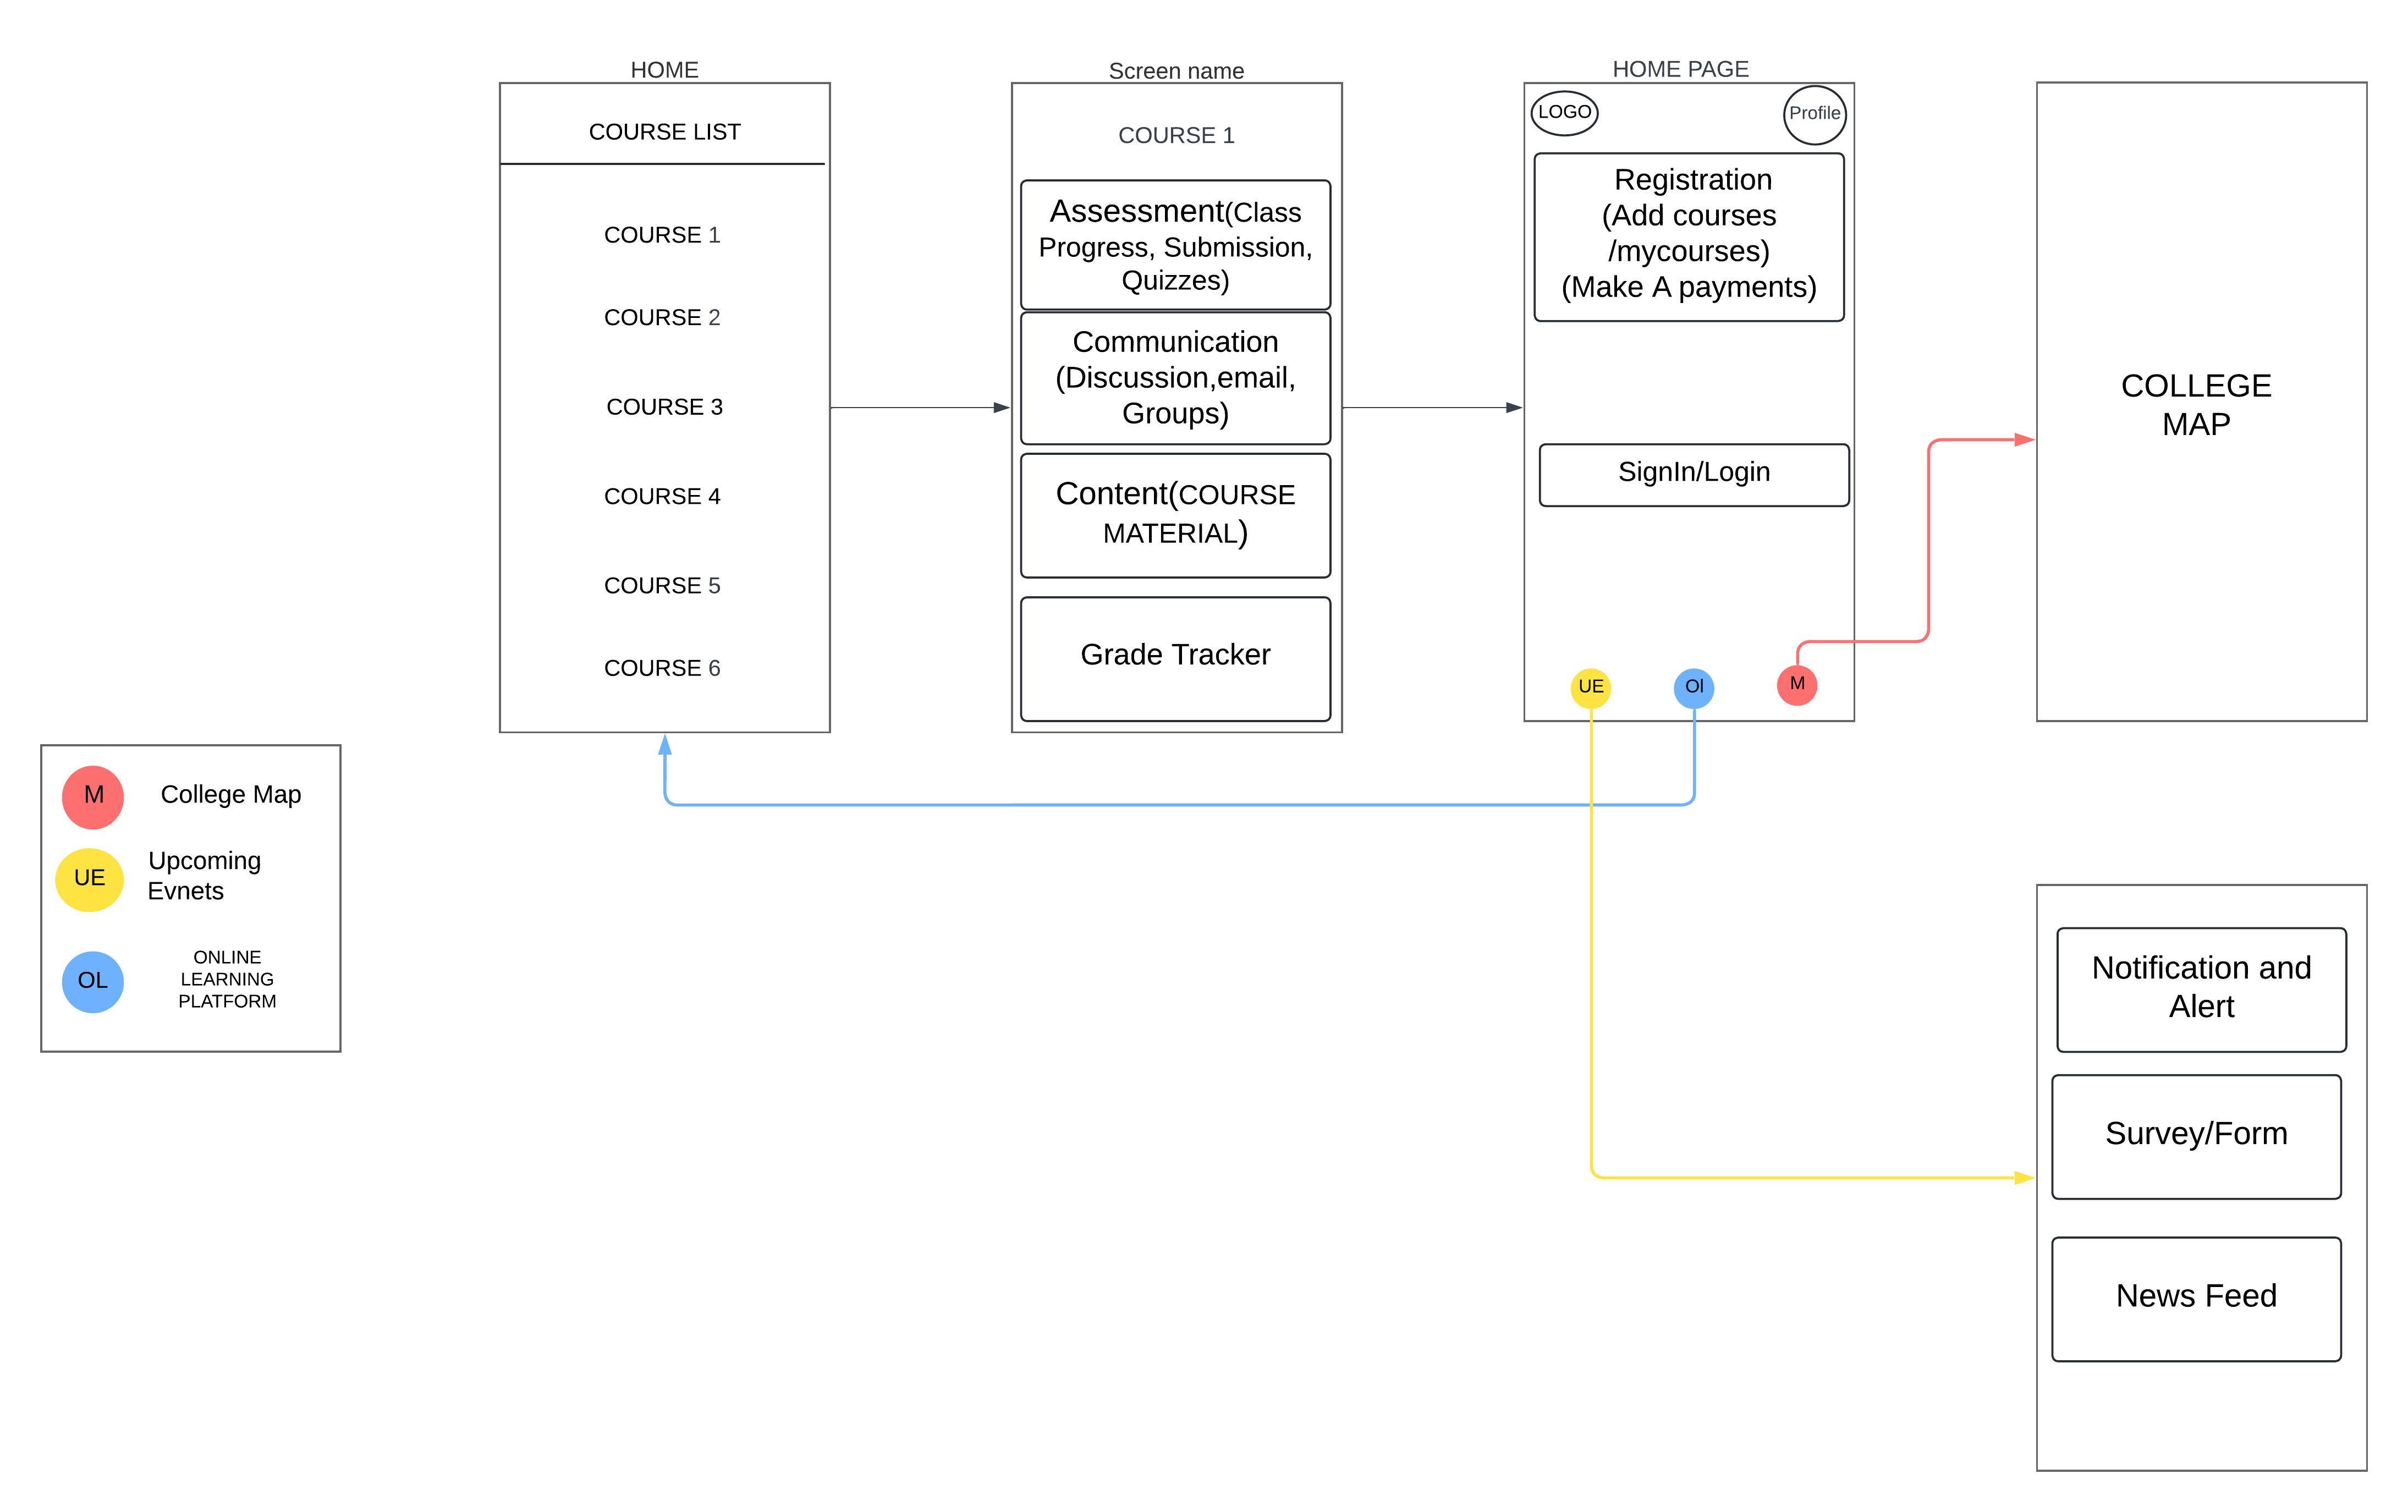 HOME
COURSE LIST
COURSE 1
COURSE 2
COURSE 3
COURSE 4
COURSE 5
COURSE 6
Screen name
COURSE 1
Assessment(Class
Progress, Submission,
Quizzes)
Communication
(Discussion,email,
Groups)
Content(COURSE
MATERIAL)
Grade Tracker
HOME PAGE
LOGO
Profile
Registration
(Add courses
/mycourses)
(Make A payments)
SignIn/Login
UE
Ol
M
COLLEGE
MAP
M
College Map
UE
Upcoming
Evnets
OL
ONLINE
LEARNING
PLATFORM
Notification and
Alert
Survey/Form
News Feed